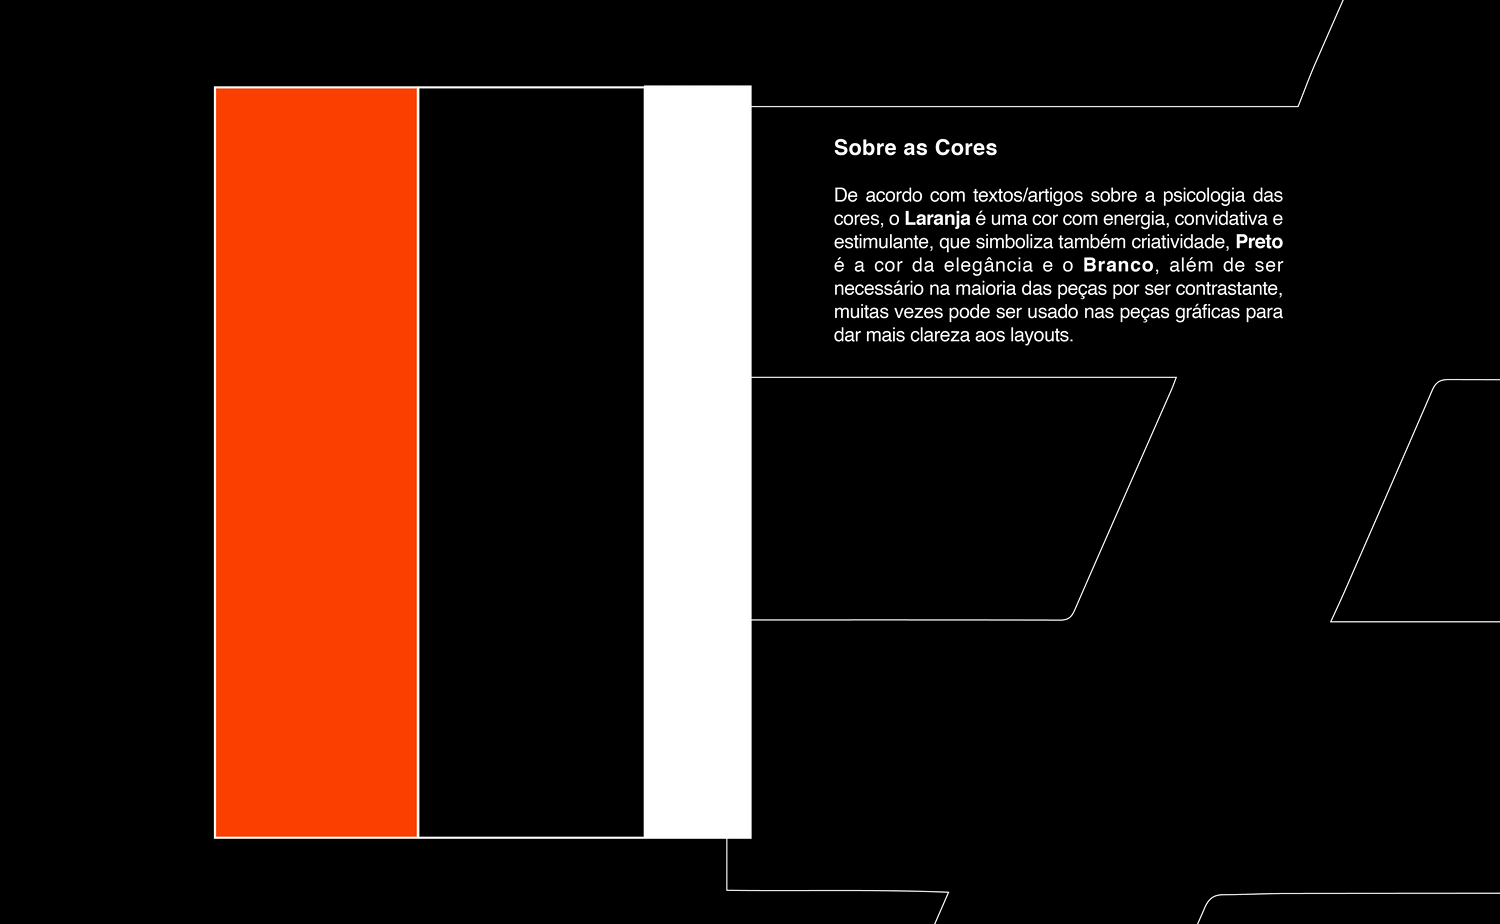 Sobre as Cores
De acordo com textos/artigos sobre a psicologia das
cores, o Laranja é uma cor com energia, convidativa e
estimulante, que simboliza também criatividade, Preto
é a cor da elegância e o Branco, além de ser
necessário na maioria das peças por ser contrastante,
muitas vezes pode ser usado nas peças gráficas para
dar mais clareza aos layouts.